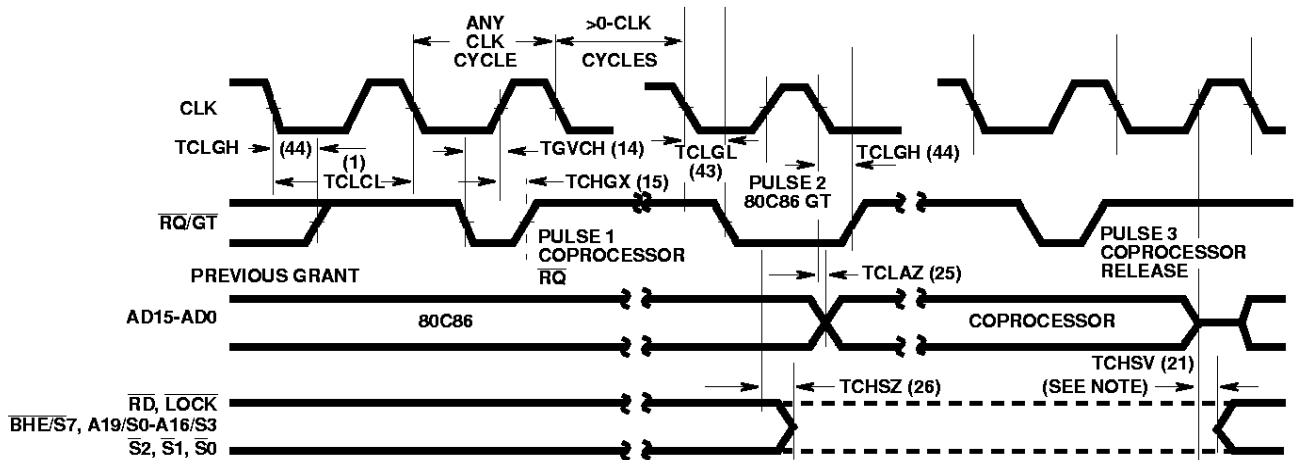 ANY
CLK
CYCLE
>0-CLK
CYCLES
CLK
TCLGH
(44)
(1)
TCLCL
TGVCH (14)
TCHGX (15)
TCLGL
(43)
TCLGH (44)
PULSE 2
80C86 GT
RQ/GT
PULSE 1
COPROCESSOR
RQ
PULSE 3
COPROCESSOR
RELEASE
PREVIOUS GRANT
TCLAZ (25)
AD15-AD0
80C86
COPROCESSOR
TCHSV (21)
(SEE NOTE)
TCHSZ (26)
RD, LOCK
BHE/S7, A19/S0-A16/S3
S2, S1, S0